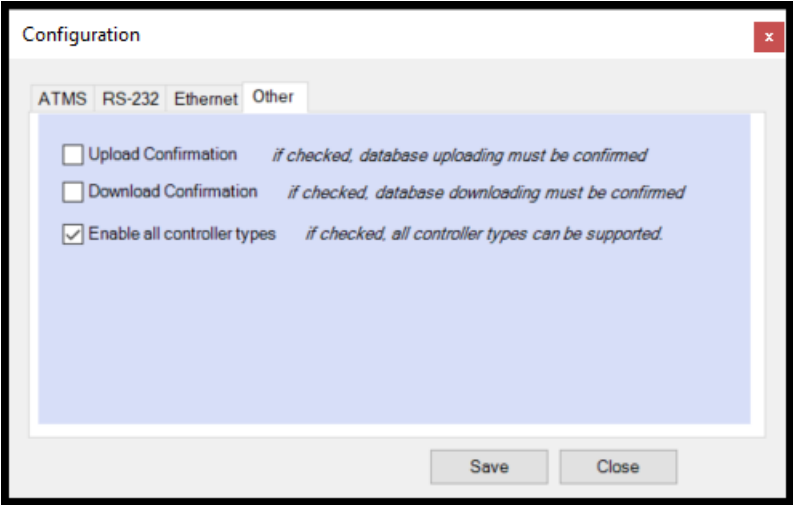 Configuration
x
ATMS RS-232 Ethernet Other
Upload Confirmation if checked, database uploading must be confirmed
Download Confirmation if checked, database downloading must be confirmed
Enable all controller types if checked, all controller types can be supported.
Save Close